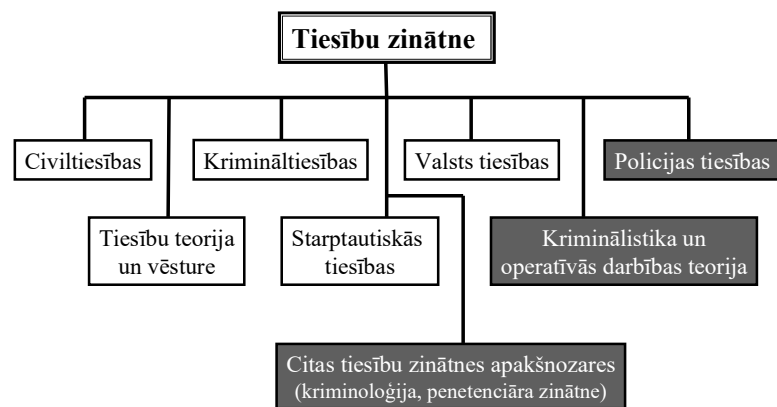 Tiesību zinātne
Civiltiesības
Krimināltiesības
Valsts tiesības
Policijas tiesības
Tiesību teorija
un vēsture
Starptautiskās
tiesības
Kriminālistika un
operatīvās darbības teorija
Citas tiesību zinātnes apakšnozares
(kriminoloģija, penetenciāra zinātne)